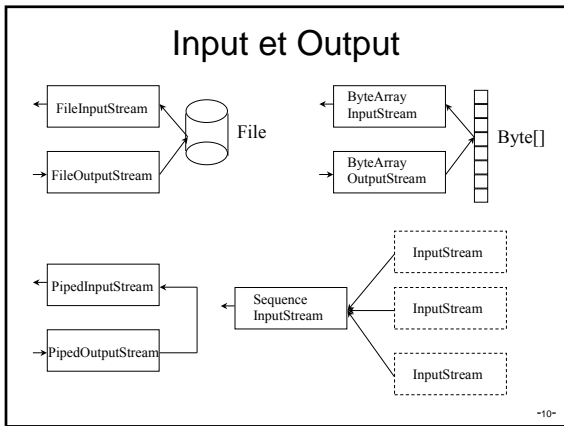 Input et Output
FileInputStream
File
FileOutputStream
ByteArray
InputStream
Byte[]
ByteArray
OutputStream
PipedInputStream
PipedOutputStream
Sequence
InputStream
InputStream
InputStream
InputStream
-10-